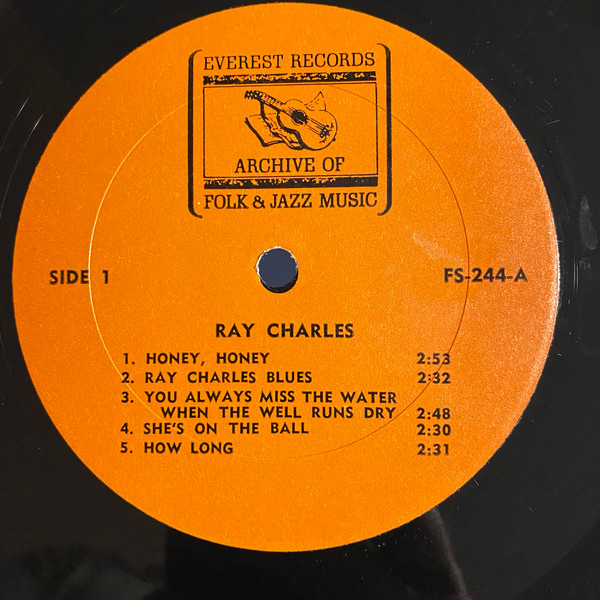 EVEREST RECORDS
ARCHIVE OF
FOLK & JAZZ MUSIC
SIDE 1
FS-244-A
RAY CHARLES
1. HONEY, HONEY 2:53
2. RAY CHARLES BLUES 2:32
3. YOU ALWAYS MISS THE WATER
WHEN THE WELL RUNS DRY 2:48
4. SHE'S ON THE BALL 2:30
5. HOW LONG 2:31